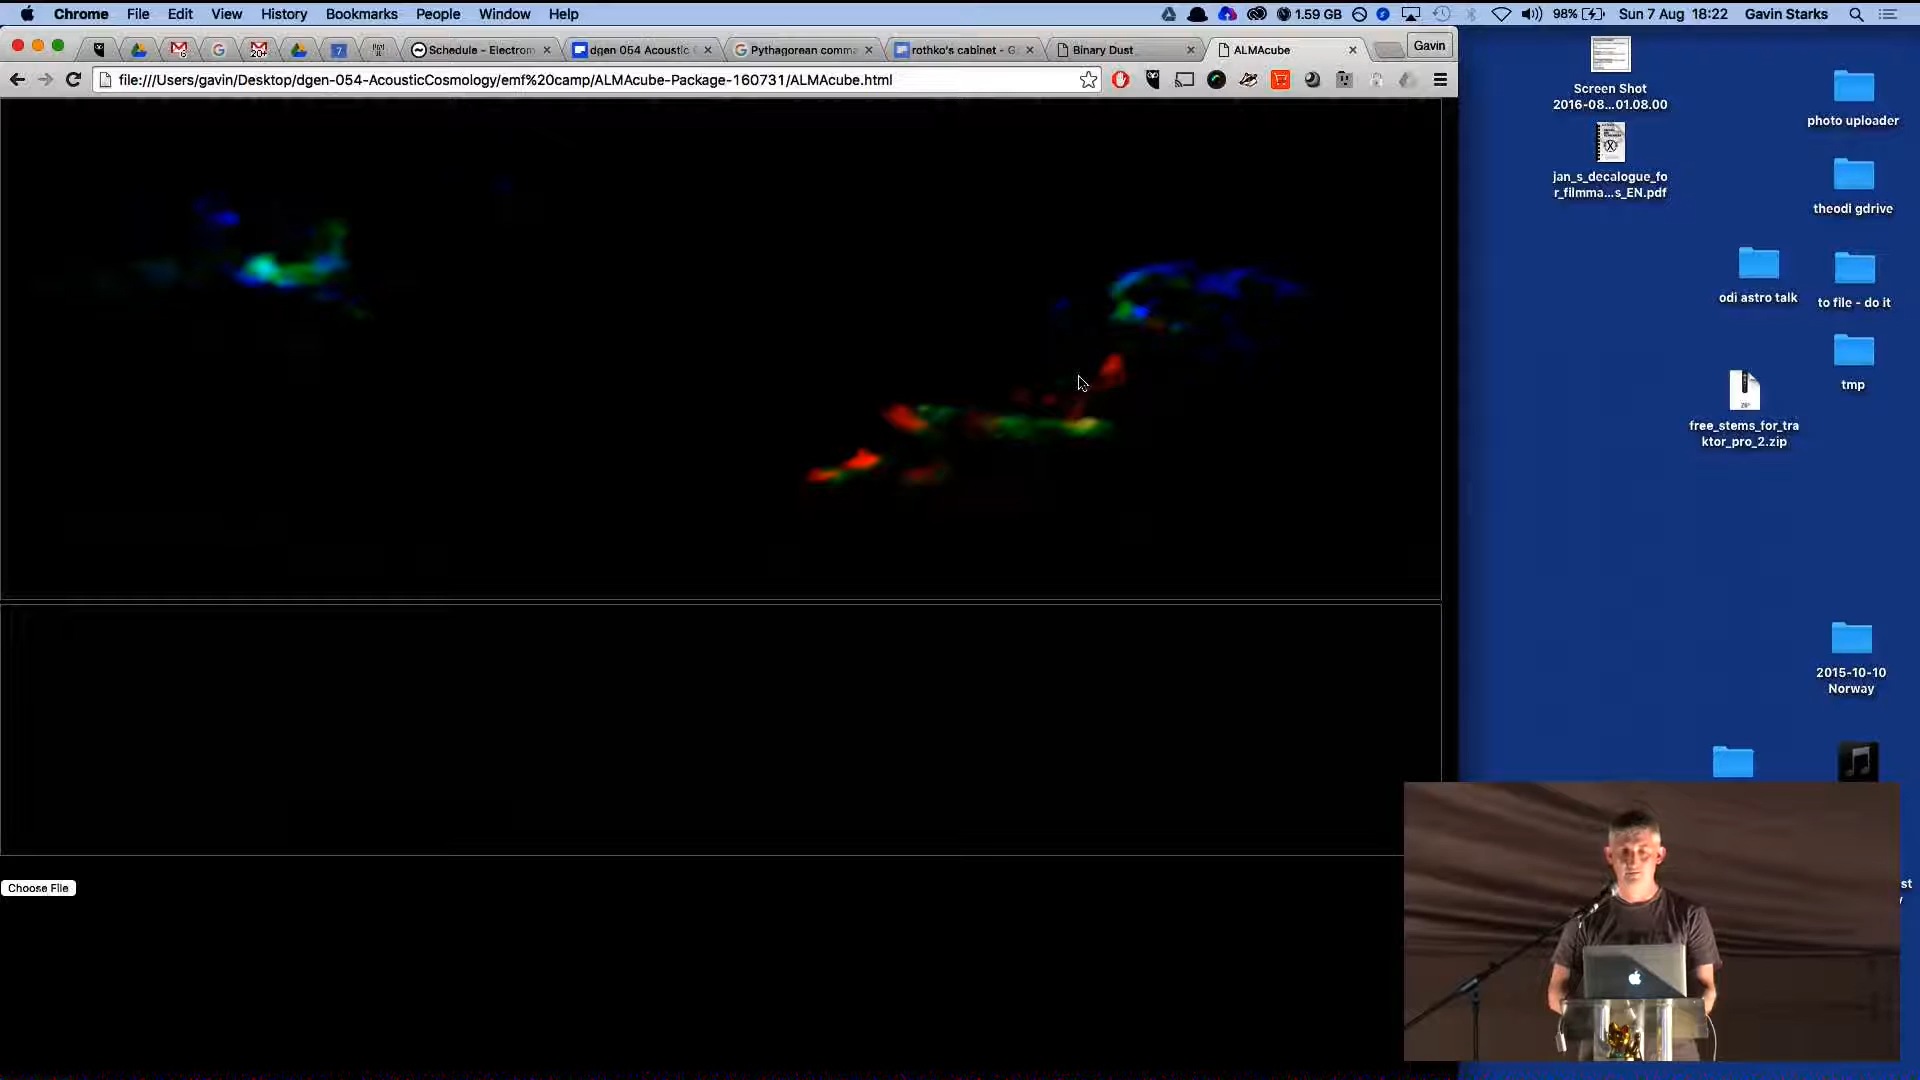 Chrome File Edit View History Bookmarks People Window Help
1.59 GB 98% Sun 7 Aug 18:22 Gavin Starks
Schedule - Electrom
dgen 054 Acoustic
Pythagorean comma
rothko's cabinet - G
Binary Dust
ALMAcube
Gavin
file:///Users/gavin/Desktop/dgen-054-AcousticCosmology/emf%20camp/ALMAcube-Package-160731/ALMAcube.html
Screen Shot
2016-08...01.08.00
photo uploader
jan_s_decalogue_fo
r_filmma...s_EN.pdf
theodi gdrive
odi astro talk
to file - do it
tmp
ZIP
free_stems_for_tra
ktor_pro_2.zip
2015-10-10
Norway
Choose File
st